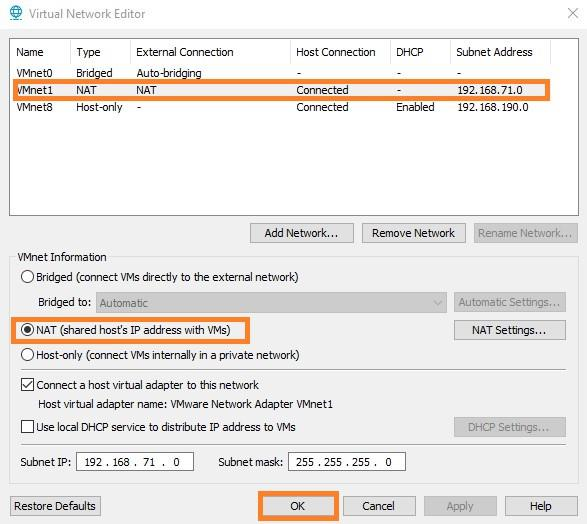 Virtual Network Editor
Name Type External Connection Host Connection DHCP Subnet Address
VMnet0 Bridged Auto-bridging - - -
VMnet1 NAT NAT Connected - 192.168.71.0
VMnet8 Host-only - Connected Enabled 192.168.190.0
Add Network... Remove Network Rename Network...
VMnet Information
Bridged (connect VMs directly to the external network)
Bridged to: Automatic Automatic Settings...
NAT (shared host's IP address with VMs) NAT Settings...
Host-only (connect VMs internally in a private network)
Connect a host virtual adapter to this network
Host virtual adapter name: VMware Network Adapter VMnet1
Use local DHCP service to distribute IP address to VMs DHCP Settings...
Subnet IP: 192 . 168 . 71 . 0 Subnet mask: 255 . 255 . 255 . 0
Restore Defaults OK Cancel Apply Help